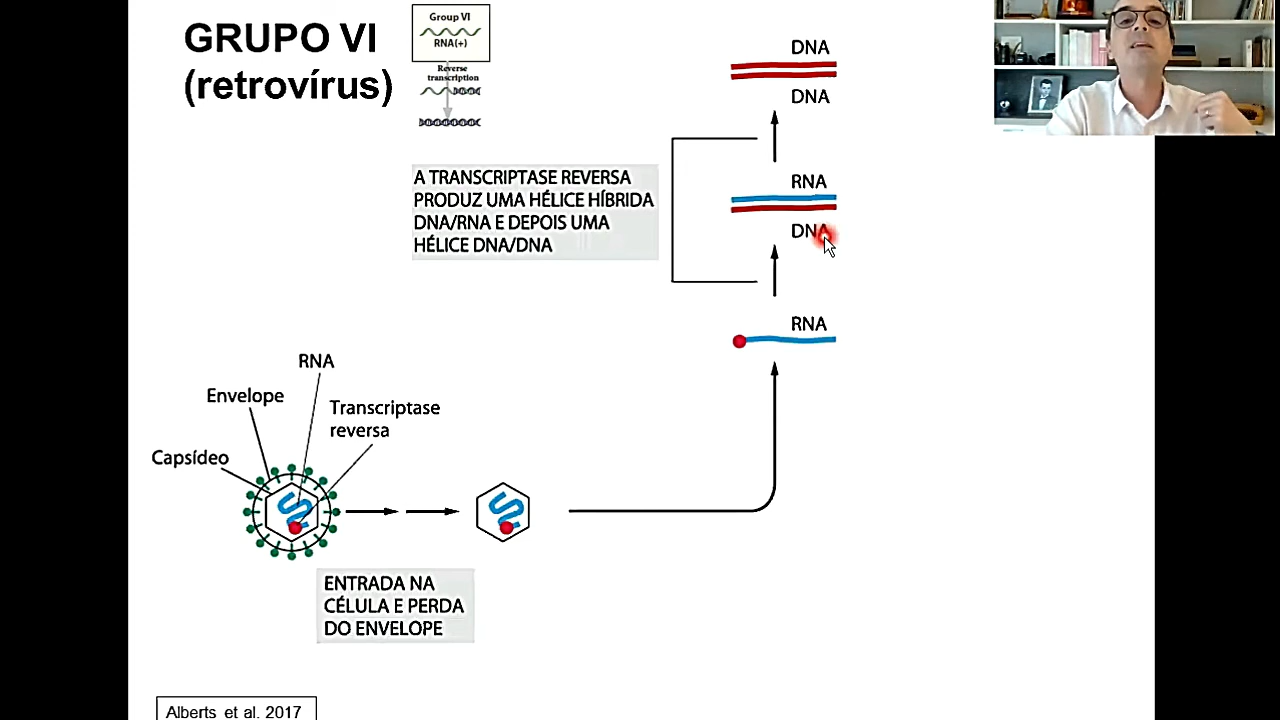 GRUPO VI
(retrovírus)
Group VI
RNA(+)
Reverse
transcription
A TRANSCRIPTASE REVERSA
PRODUZ UMA HÉLICE HÍBRIDA
DNA/RNA E DEPOIS UMA
HÉLICE DNA/DNA
DNA
DNA
RNA
DNA
RNA
RNA
Envelope
Transcriptase
reversa
Capsídeo
ENTRADA NA
CÉLULA E PERDA
DO ENVELOPE
Alberts et al. 2017